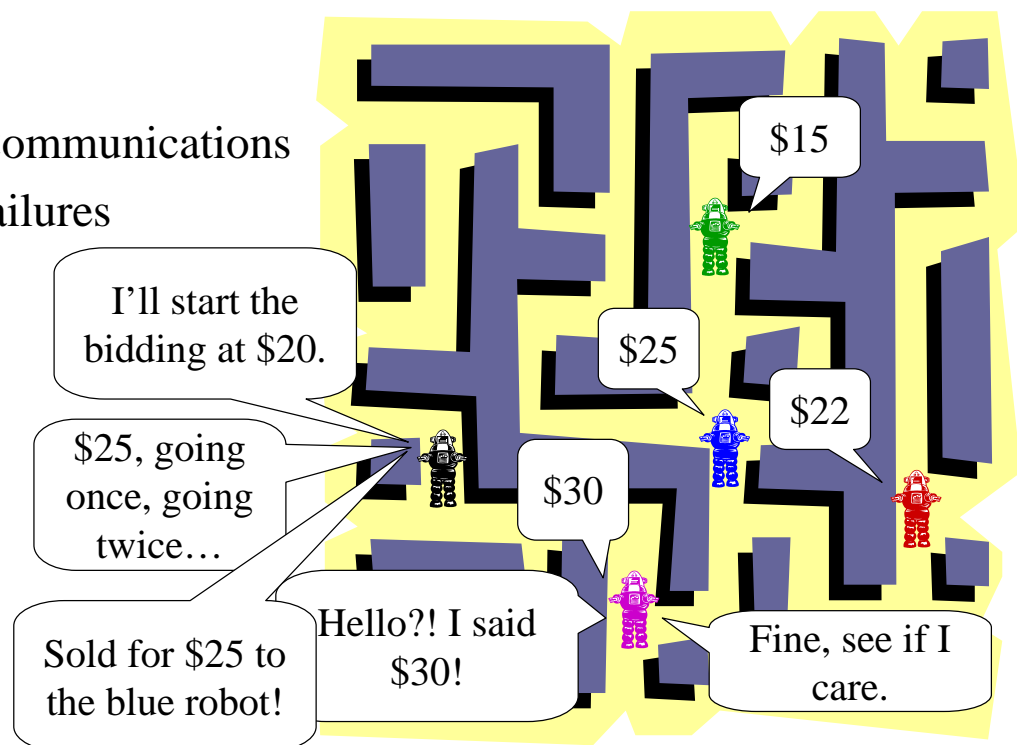 ommunications
ailures
$15
I’ll start the
bidding at $20.
$25
$22
$25, going
once, going
twice…
$30
Hello?! I said
$30!
Sold for $25 to
the blue robot!
Fine, see if I
care.